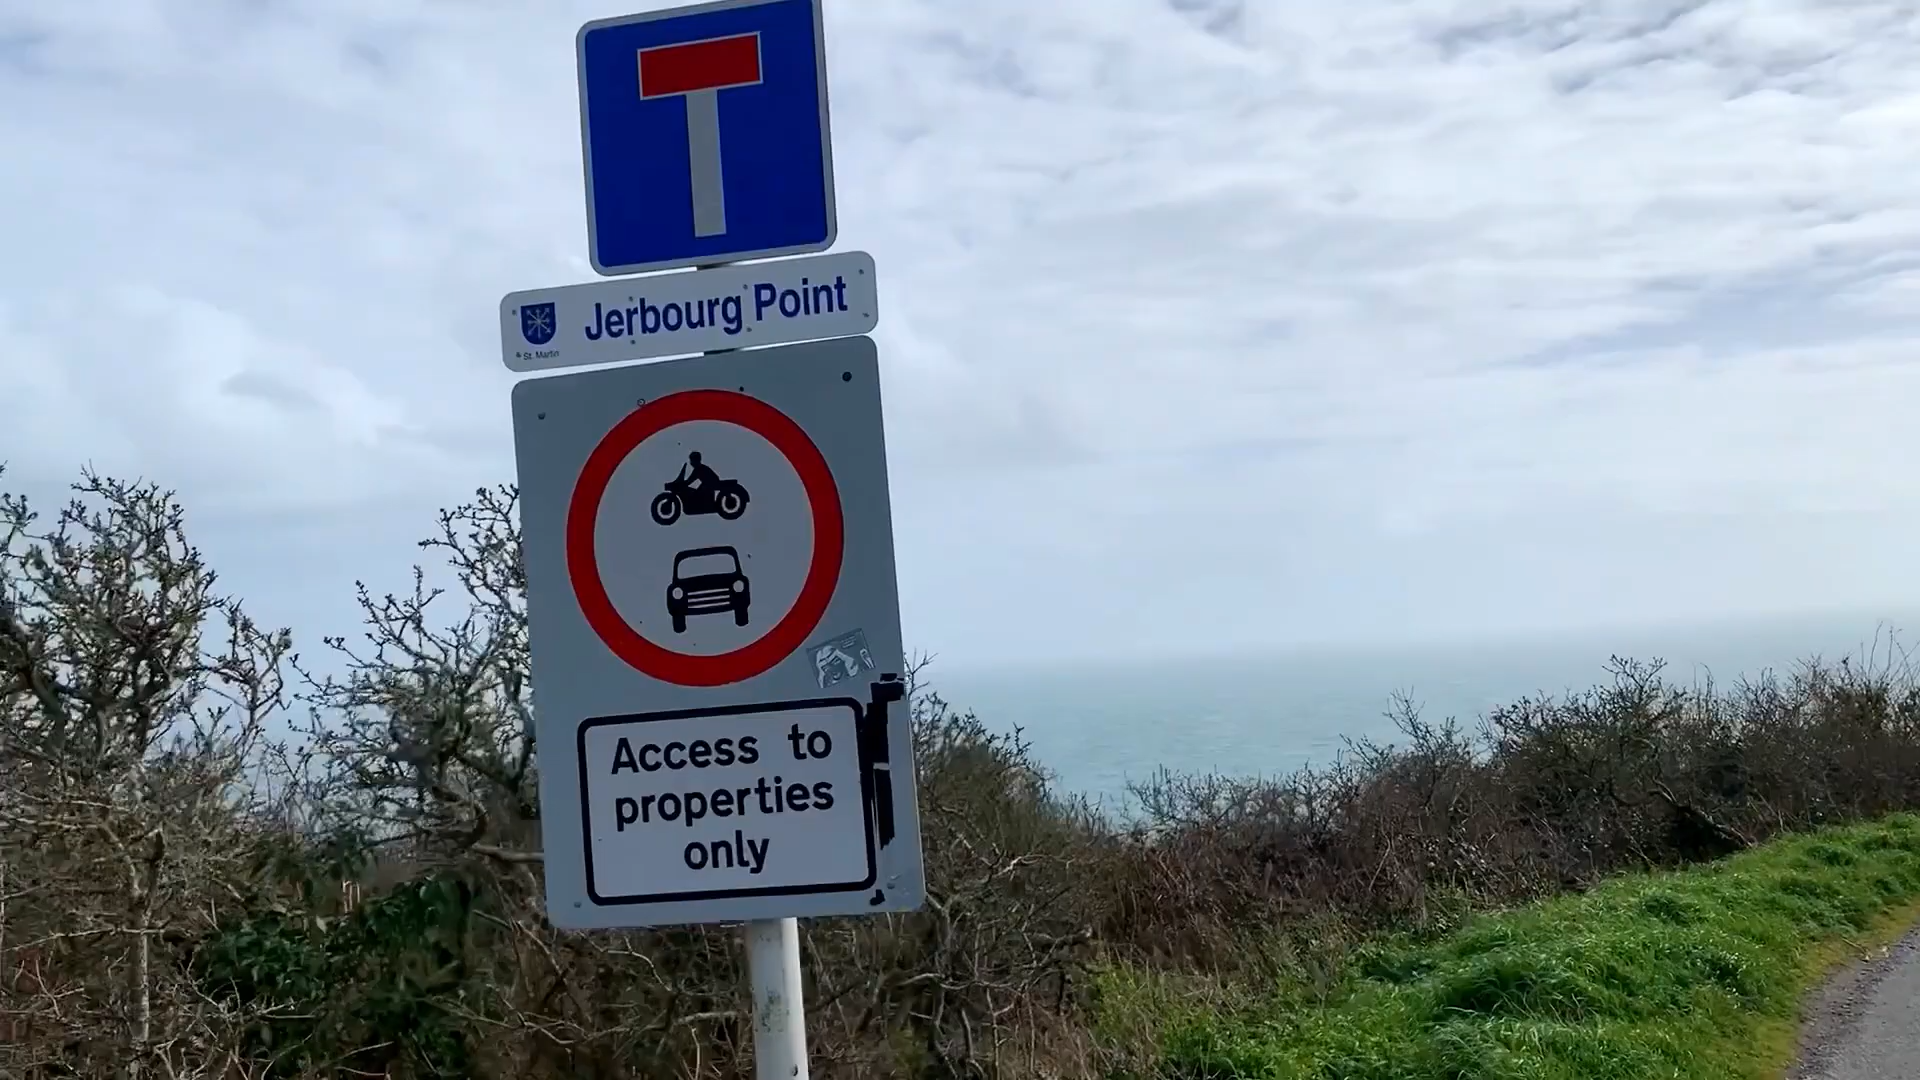 Jerbourg Point
St. Martin
Access to
properties
only